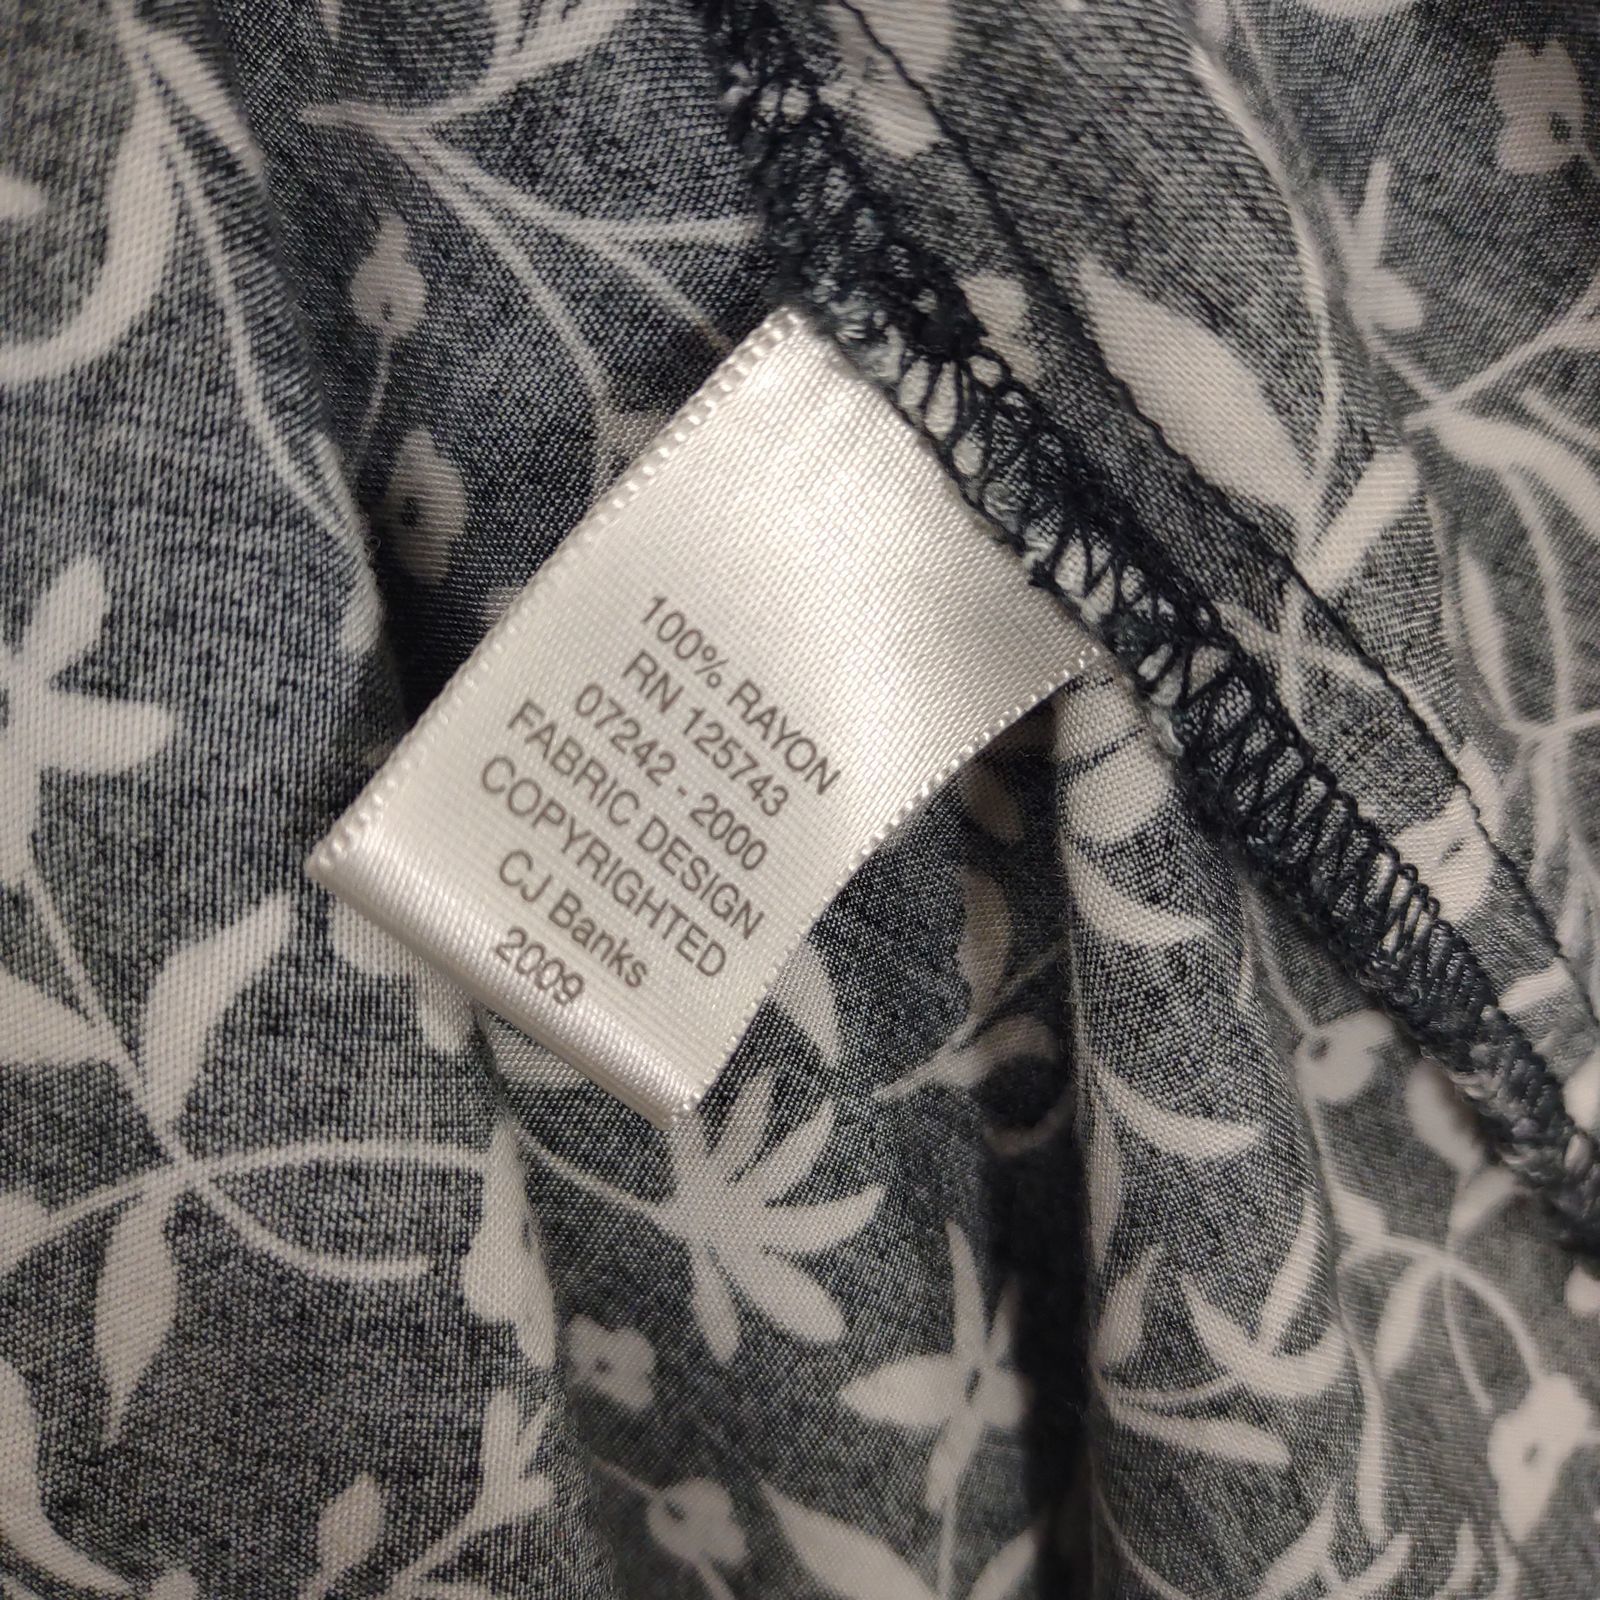 100% RAYON
RN 125743
07242 - 2000
FABRIC DESIGN
COPYRIGHTED
CJ Banks
2009